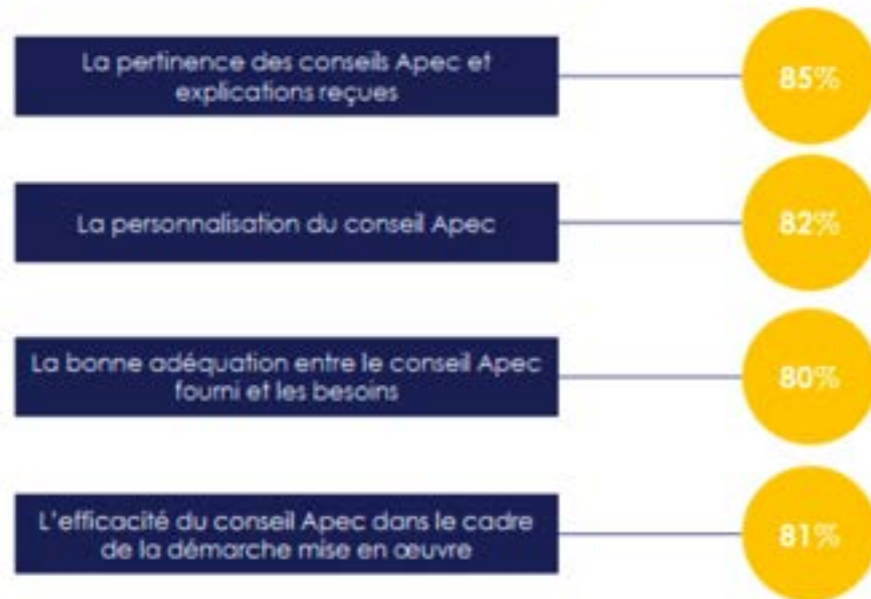 La pertinence des conseils Apec et
explications reçues
85%
La personnalisation du conseil Apec
82%
La bonne adéquation entre le conseil Apec
fourni et les besoins
80%
L'efficacité du conseil Apec dans le cadre
de la démarche mise en œuvre
81%